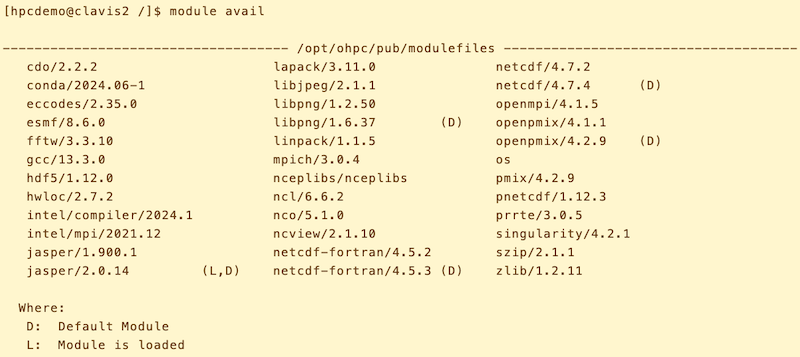 [hpcdemo@clavis2 /]$ module avail
------------------------------------ /opt/ohpc/pub/modulefiles -------------------------------------
cdo/2.2.2 lapack/3.11.0 netcdf/4.7.2
conda/2024.06-1 libjpeg/2.1.1 netcdf/4.7.4 (D)
eccodes/2.35.0 libpng/1.2.50 openmpi/4.1.5
esmf/8.6.0 libpng/1.6.37 (D) openpmix/4.1.1
fftw/3.3.10 linpack/1.1.5 openpmix/4.2.9 (D)
gcc/13.3.0 mpich/3.0.4 os
hdf5/1.12.0 nceplibs/nceplibs pmix/4.2.9
hwloc/2.7.2 ncl/6.6.2 pnetcdf/1.12.3
intel/compiler/2024.1 nco/5.1.0 prrte/3.0.5
intel/mpi/2021.12 ncview/2.1.10 singularity/4.2.1
jasper/1.900.1 netcdf-fortran/4.5.2 szip/2.1.1
jasper/2.0.14 (L,D) netcdf-fortran/4.5.3 (D) zlib/1.2.11
Where:
D: Default Module
L: Module is loaded